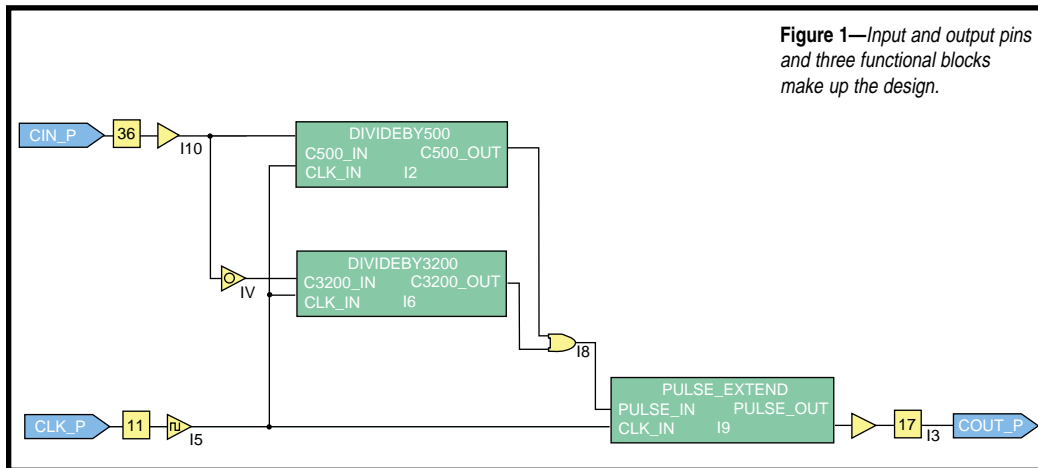 Figure 1—Input and output pins
and three functional blocks
make up the design.
CIN_P
36
I10
DIVIDEBY500
C500_IN C500_OUT
CLK_IN I2
IV
DIVIDEBY3200
C3200_IN C3200_OUT
CLK_IN I6
I8
PULSE_EXTEND
PULSE_IN PULSE_OUT
CLK_IN I9
CLK_P
11
I5
17
I3
COUT_P